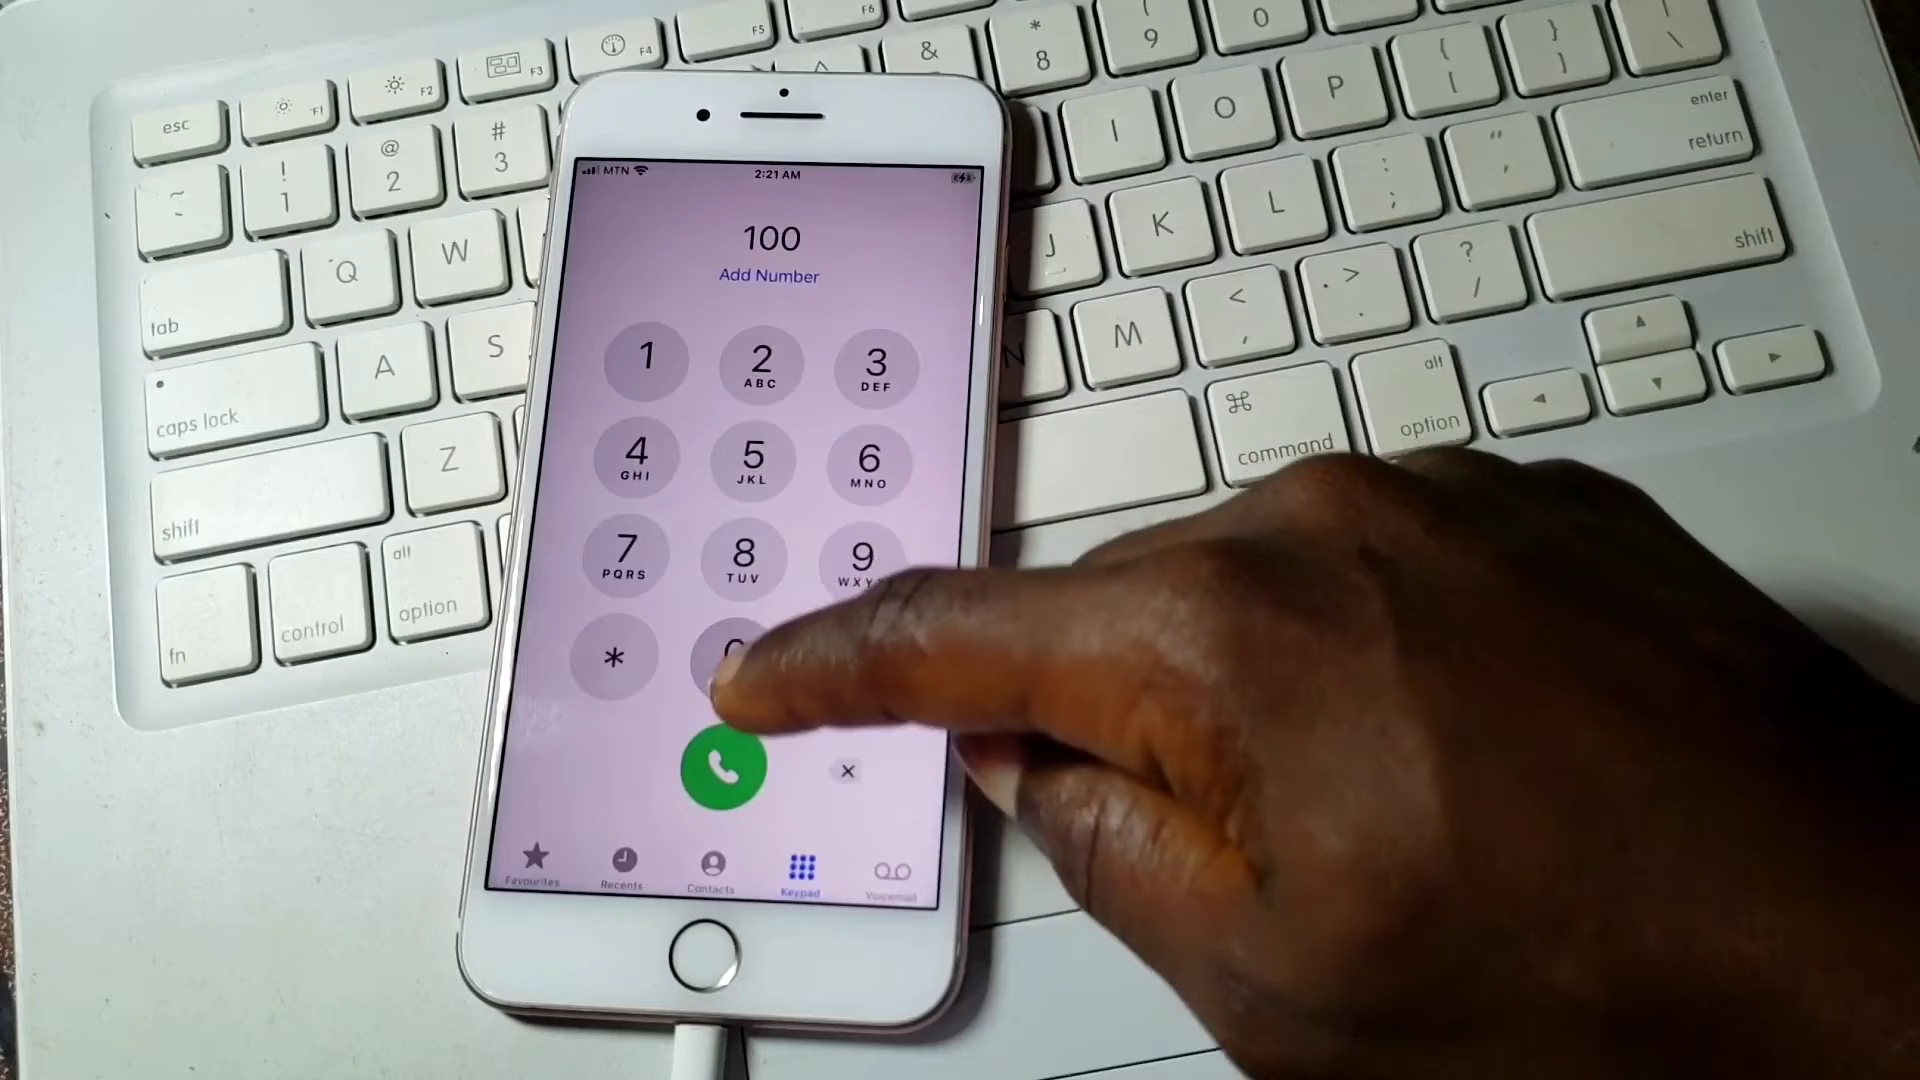 esc
F1
F2
F3
F4
F5
F6
~
!
1
@
2
#
3
&
*
8
(
9
0
{
[
}
]
\
tab
Q
W
I
O
P
enter
return
caps lock
A
S
J
K
L
:
;
"
,
shift
Z
N
M
<
,
>
.
?
/
shift
fn
control
alt
option
⌘
command
alt
option
MTN
2:21 AM
100
Add Number
1
2
ABC
3
DEF
4
GHI
5
JKL
6
MNO
7
PQRS
8
TUV
9
WXY
*
Favourites
Recents
Contacts
Keypad
Voicemail